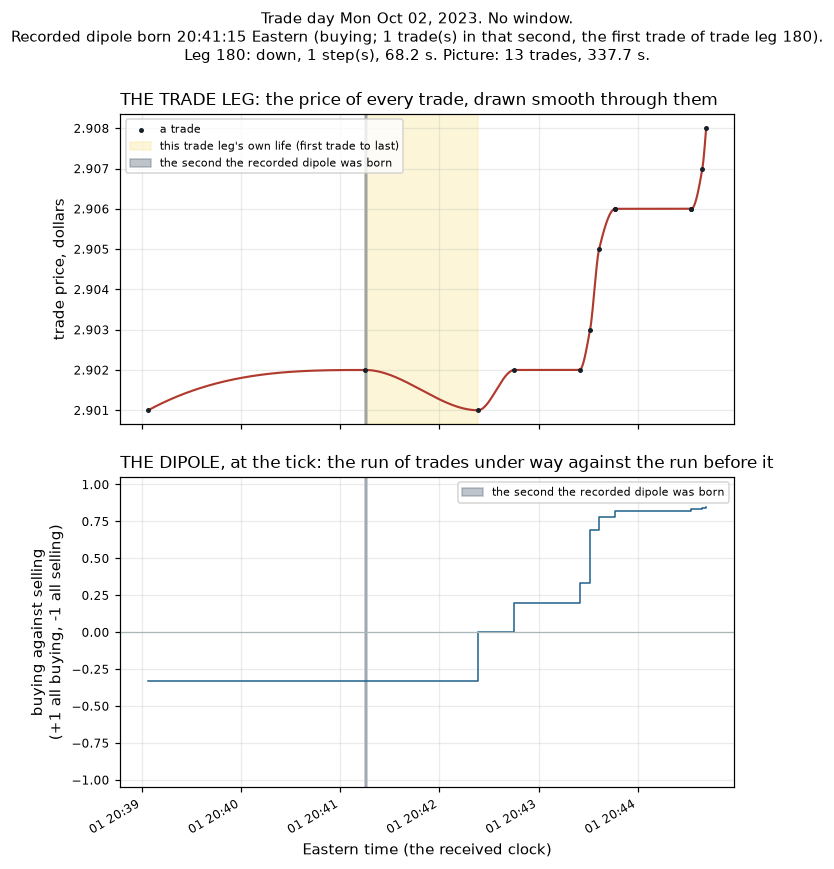 Trade day Mon Oct 02, 2023. No window.
Recorded dipole born 20:41:15 Eastern (buying; 1 trade(s) in that second, the first trade of trade leg 180).
Leg 180: down, 1 step(s), 68.2 s. Picture: 13 trades, 337.7 s.
THE TRADE LEG: the price of every trade, drawn smooth through them
a trade
this trade leg's own life (first trade to last)
the second the recorded dipole was born
trade price, dollars
2.908
2.907
2.906
2.905
2.904
2.903
2.902
2.901
THE DIPOLE, at the tick: the run of trades under way against the run before it
the second the recorded dipole was born
buying against selling
(+1 all buying, -1 all selling)
1.00
0.75
0.50
0.25
0.00
−0.25
−0.50
−0.75
−1.00
01 20:39
01 20:40
01 20:41
01 20:42
01 20:43
01 20:44
Eastern time (the received clock)